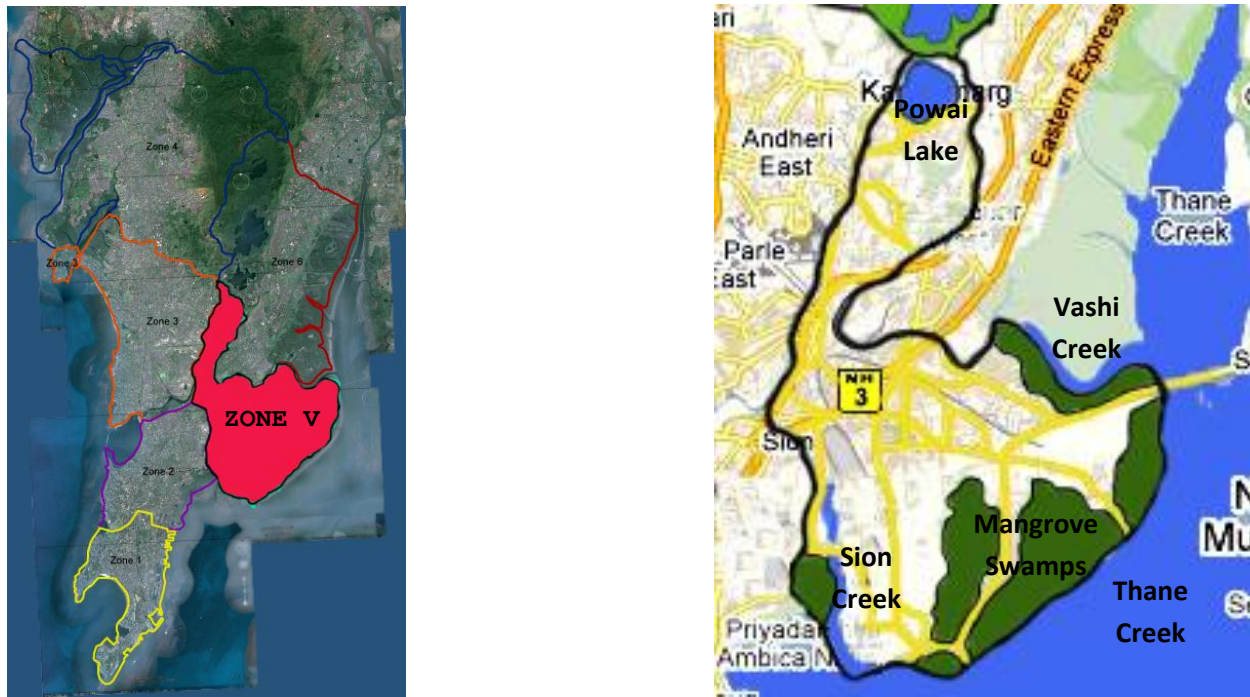 Zone 4
Zone 3
Zone 6
Zone 3
ZONE V
Zone 2
Zone 1
Powai
Lake
Eastern Express
Andheri
East
Thane
Creek
Parle
East
Vashi
Creek
NH
3
Sion
Mangrove
Swamps
Sion
Creek
Thane
Creek
Priyadar
Ambica N